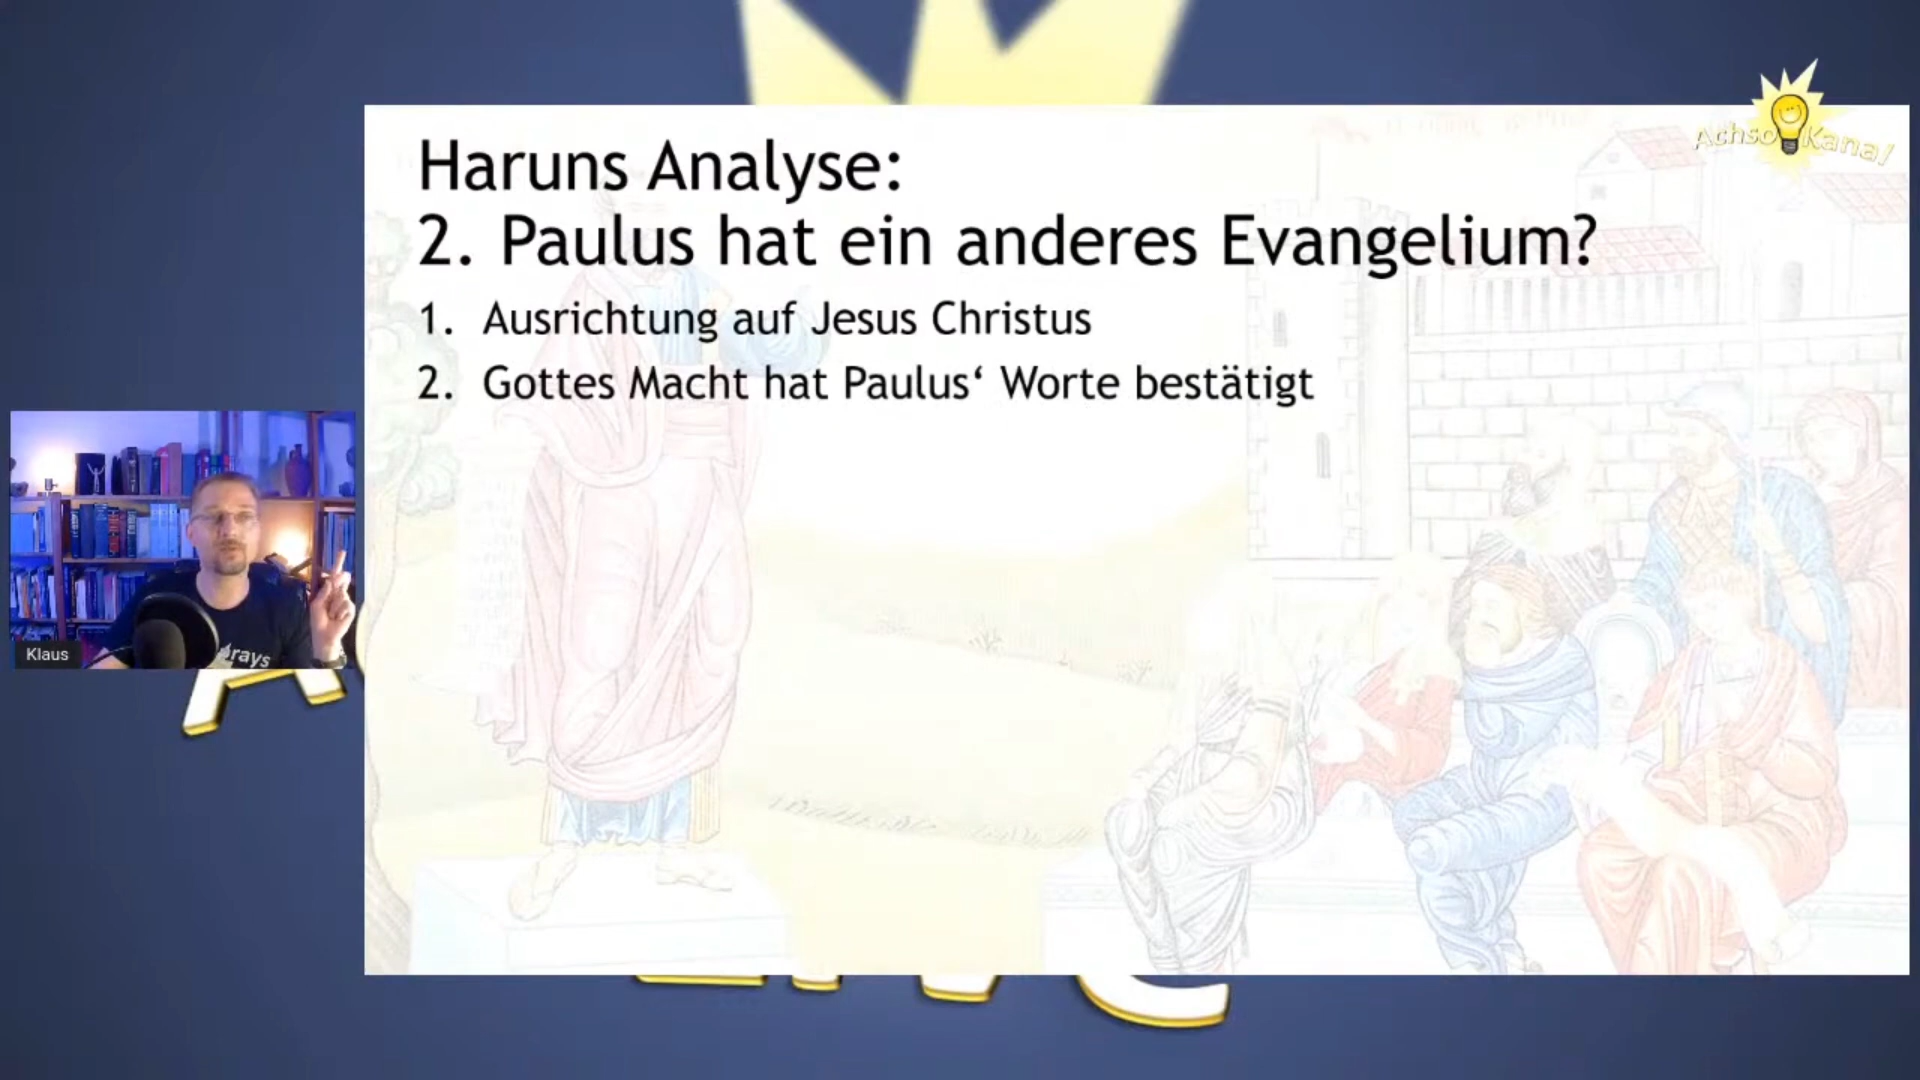 Achso Kanal
Haruns Analyse:
2. Paulus hat ein anderes Evangelium?
1. Ausrichtung auf Jesus Christus
2. Gottes Macht hat Paulus‘ Worte bestätigt
Klaus